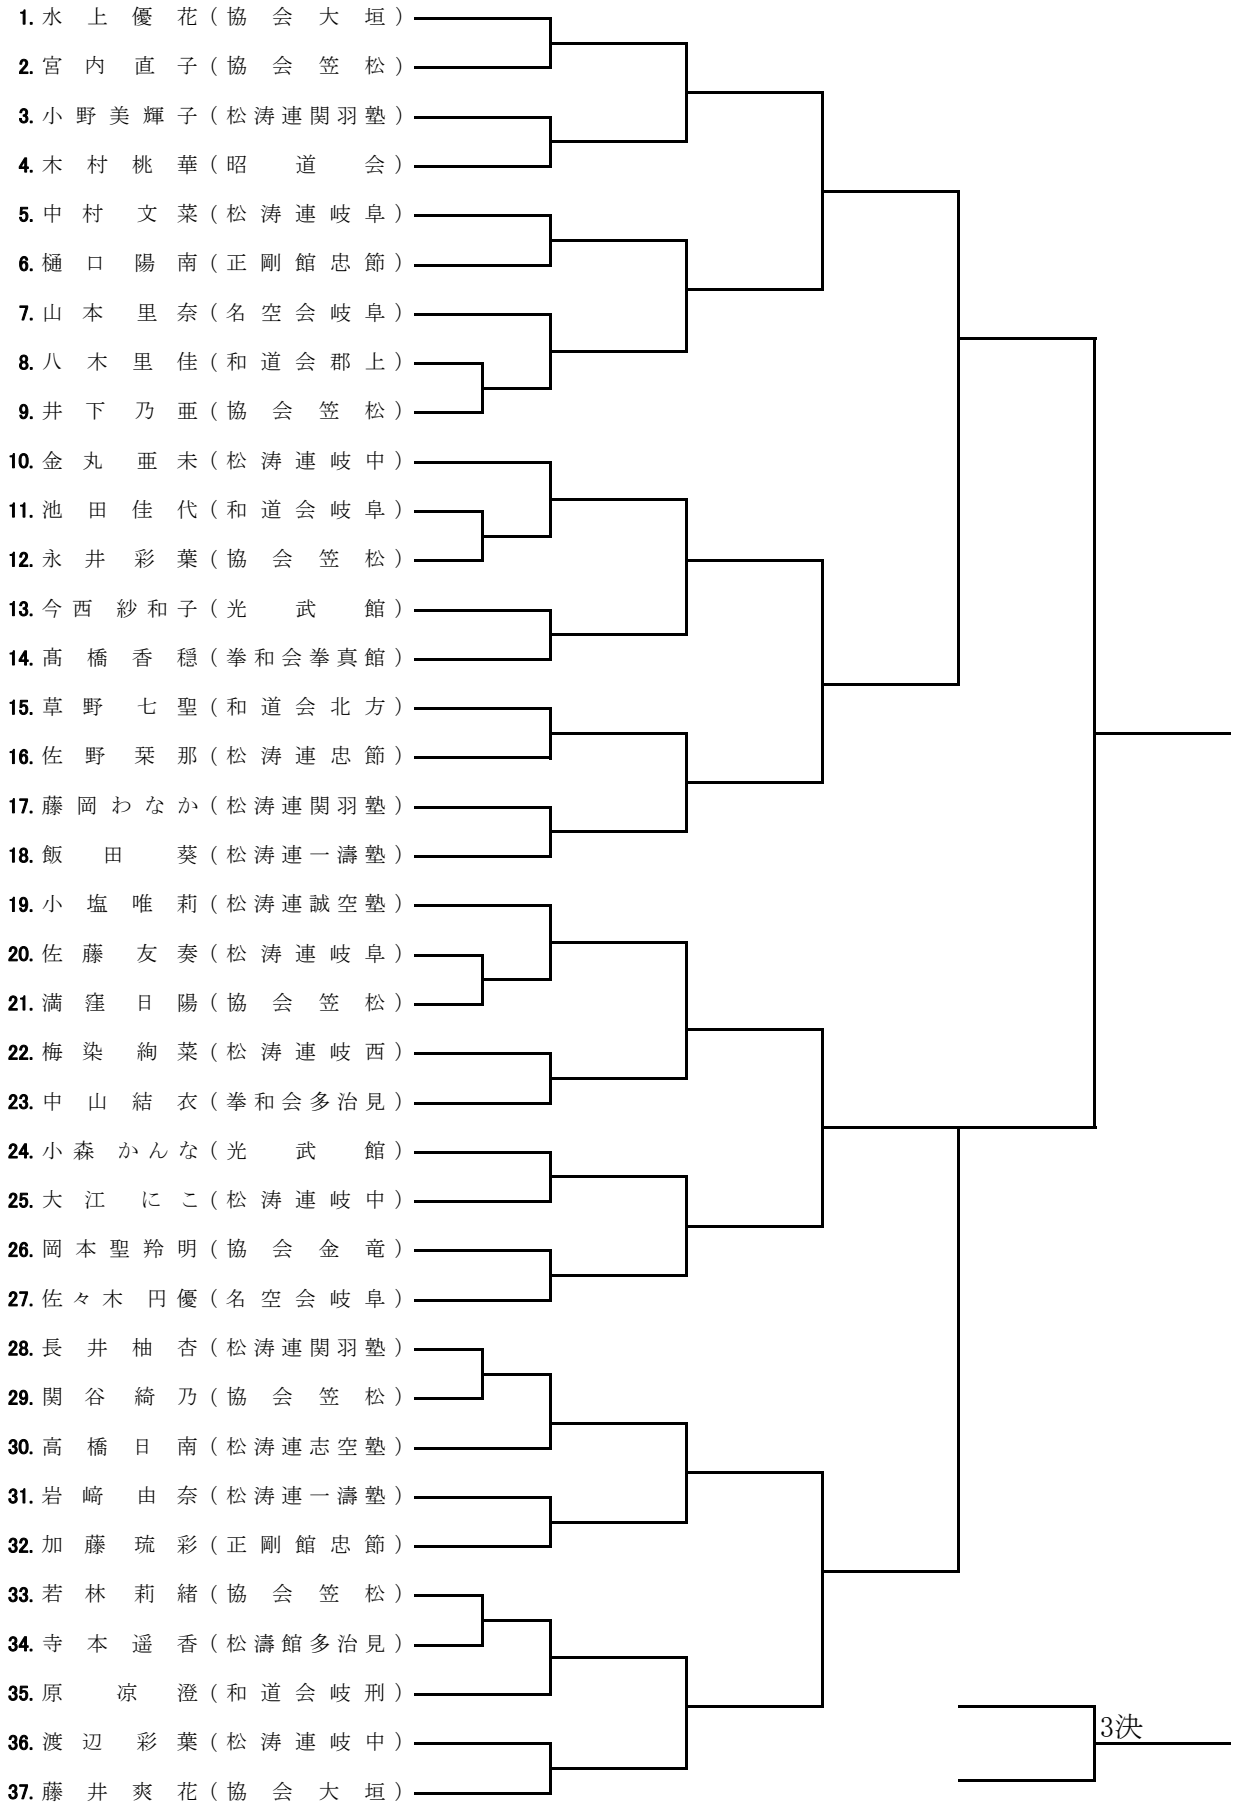 1. 水上優花(協会大垣)
2. 宮内直子(協会笠松)
3. 小野美輝子(松涛連関羽塾)
4. 木村桃華(昭道会)
5. 中村文菜(松涛連岐阜)
6. 樋口陽南(正剛館忠節)
7. 山本里奈(名空会岐阜)
8. 八木里佳(和道会郡上)
9. 井下乃亜(協会笠松)
10. 金丸亜未(松涛連岐中)
11. 池田佳代(和道会岐阜)
12. 永井彩葉(協会笠松)
13. 今西紗和子(光武館)
14. 髙橋香穏(拳和会拳真館)
15. 草野七聖(和道会北方)
16. 佐野栞那(松涛連忠節)
17. 藤岡わなか(松涛連関羽塾)
18. 飯田葵(松涛連一濤塾)
19. 小塩唯莉(松涛連誠空塾)
20. 佐藤友奏(松涛連岐阜)
21. 満窪日陽(協会笠松)
22. 梅染絢菜(松涛連岐西)
23. 中山結衣(拳和会多治見)
24. 小森かんな(光武館)
25. 大江にこ(松涛連岐中)
26. 岡本聖羚明(協会金竜)
27. 佐々木円優(名空会岐阜)
28. 長井柚杏(松涛連関羽塾)
29. 関谷綺乃(協会笠松)
30. 高橋日南(松涛連志空塾)
31. 岩﨑由奈(松涛連一濤塾)
32. 加藤琉彩(正剛館忠節)
33. 若林莉緒(協会笠松)
34. 寺本遥香(松濤館多治見)
35. 原凉澄(和道会岐刑)
36. 渡辺彩葉(松涛連岐中)
37. 藤井爽花(協会大垣)
3決